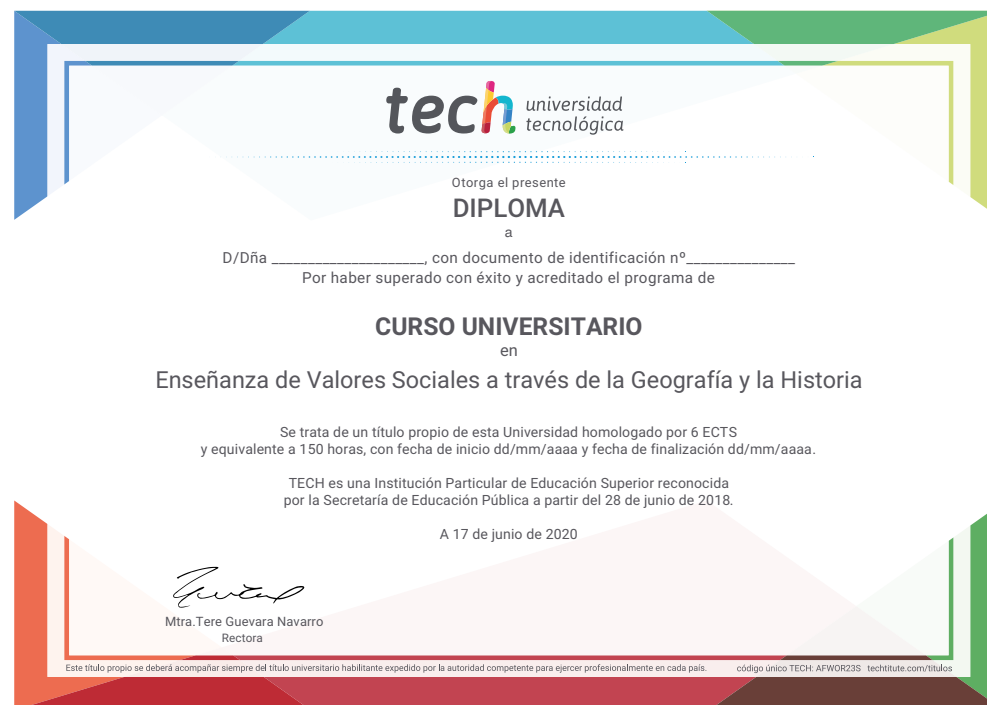 tech universidad
tecnológica
Otorga el presente
DIPLOMA
a
D/Dña _____________________, con documento de identificación nº_______________
Por haber superado con éxito y acreditado el programa de
CURSO UNIVERSITARIO
en
Enseñanza de Valores Sociales a través de la Geografía y la Historia
Se trata de un título propio de esta Universidad homologado por 6 ECTS
y equivalente a 150 horas, con fecha de inicio dd/mm/aaaa y fecha de finalización dd/mm/aaaa.
TECH es una Institución Particular de Educación Superior reconocida
por la Secretaría de Educación Pública a partir del 28 de junio de 2018.
A 17 de junio de 2020
Mtra.Tere Guevara Navarro
Rectora
Este título propio se deberá acompañar siempre del título universitario habilitante expedido por la autoridad competente para ejercer profesionalmente en cada país. código único TECH: AFWOR23S techtitute.com/titulos